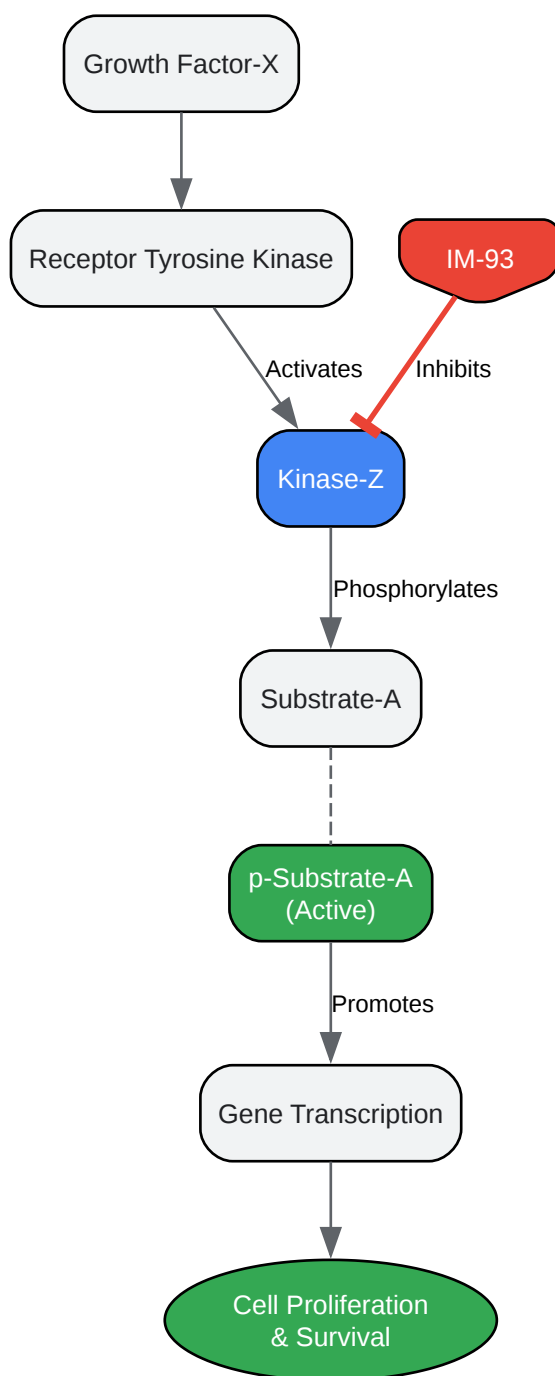 Growth Factor-X
Receptor Tyrosine Kinase
IM-93
Activates
Inhibits
Kinase-Z
Phosphorylates
Substrate-A
p-Substrate-A
(Active)
Promotes
Gene Transcription
Cell Proliferation
& Survival